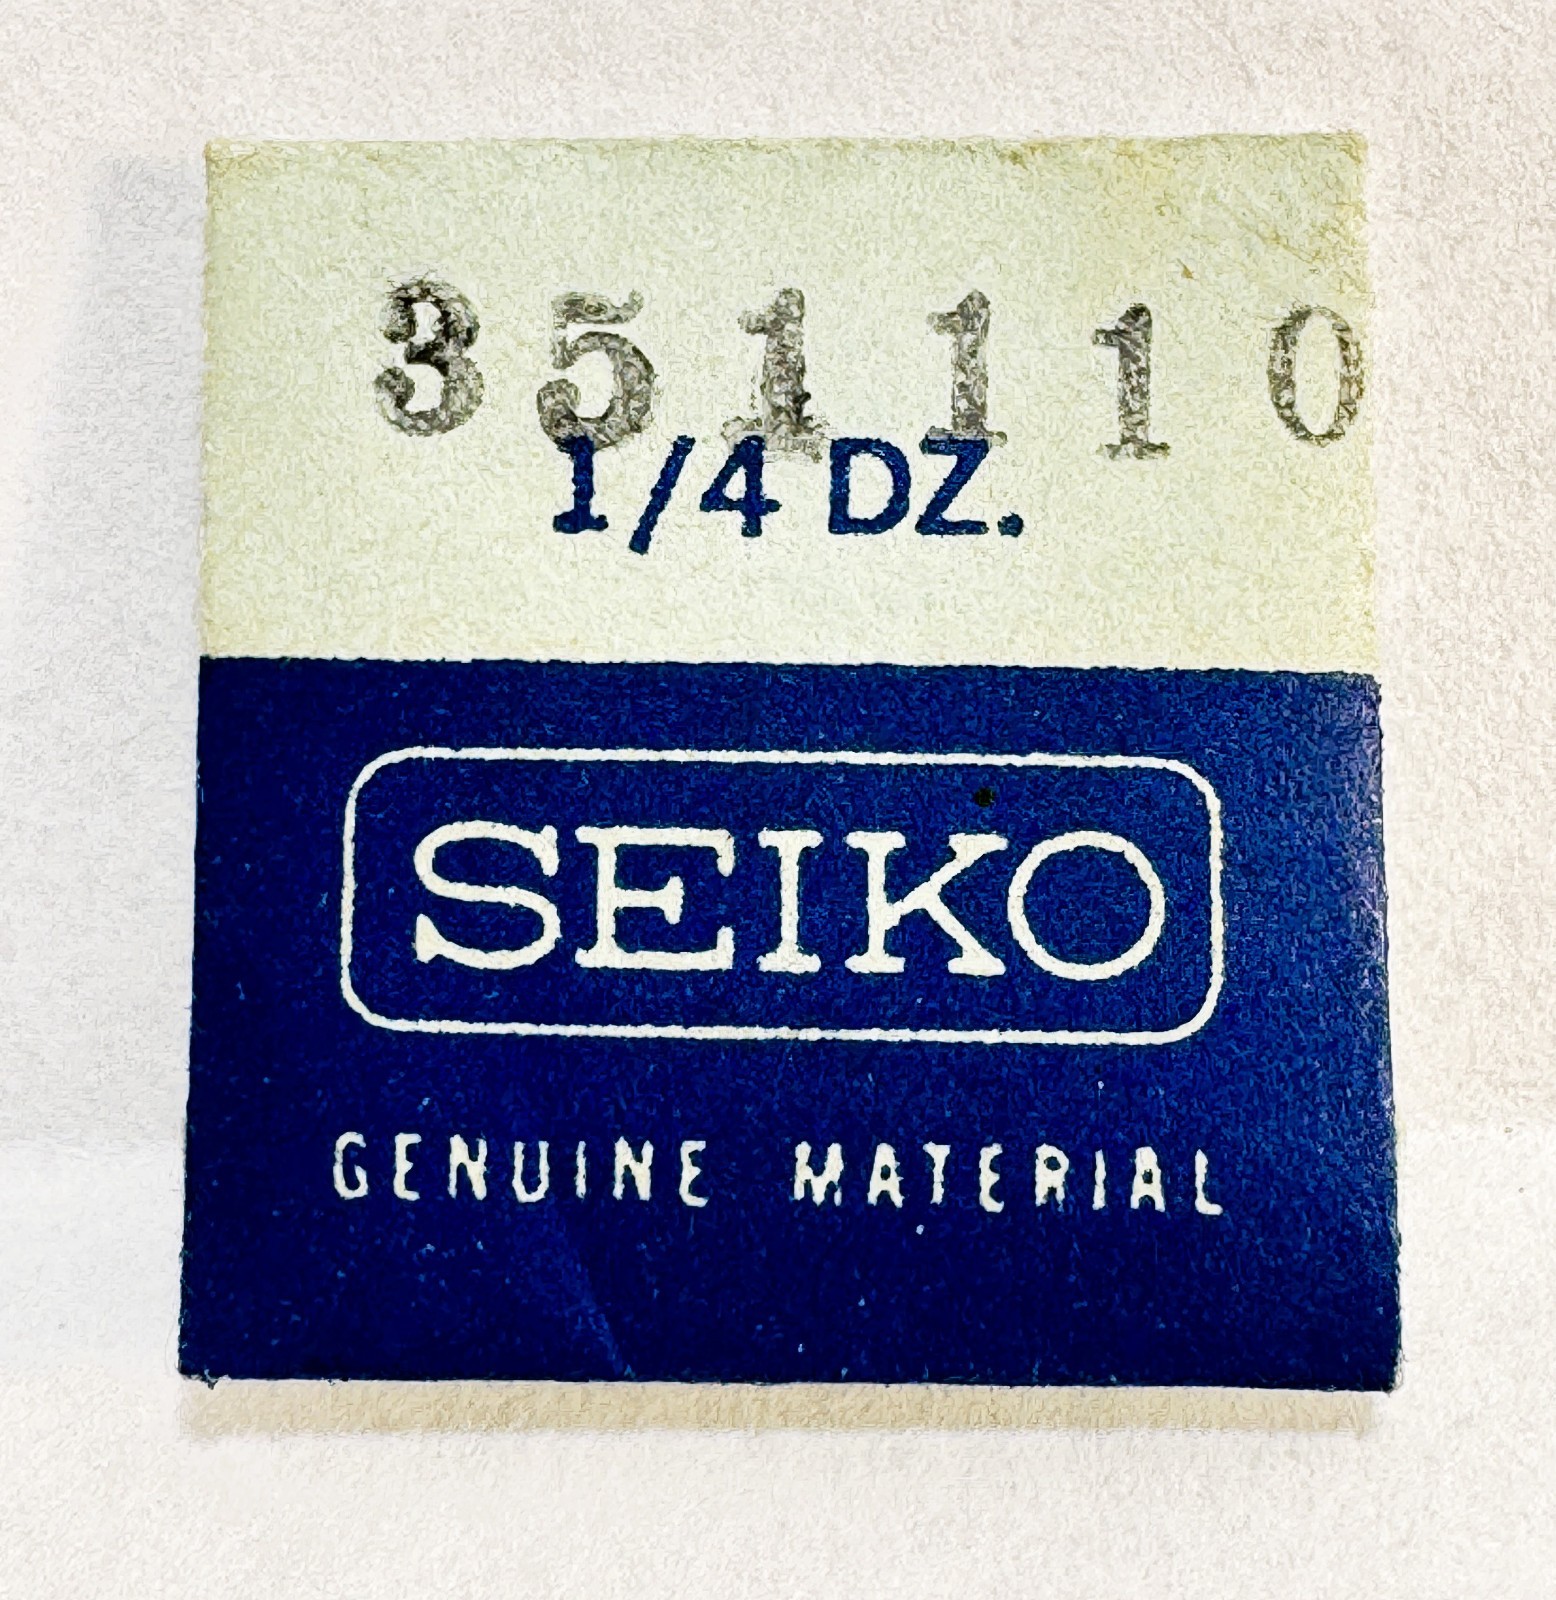 351110
1/4 DZ.
SEIKO
GENUINE MATERIAL